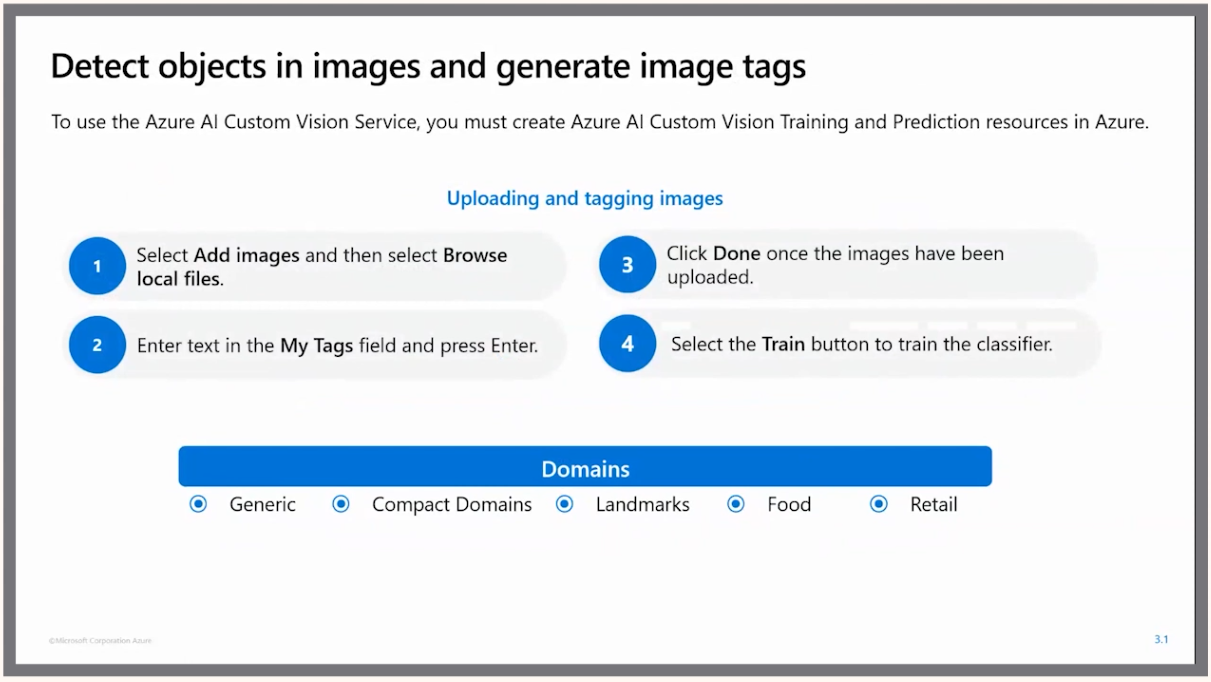 Detect objects in images and generate image tags
To use the Azure AI Custom Vision Service, you must create Azure AI Custom Vision Training and Prediction resources in Azure.
Uploading and tagging images
1
Select Add images and then select Browse
local files.
2
Enter text in the My Tags field and press Enter.
3
Click Done once the images have been
uploaded.
4
Select the Train button to train the classifier.
Domains
Generic
Compact Domains
Landmarks
Food
Retail
©Microsoft Corporation Azure
3.1